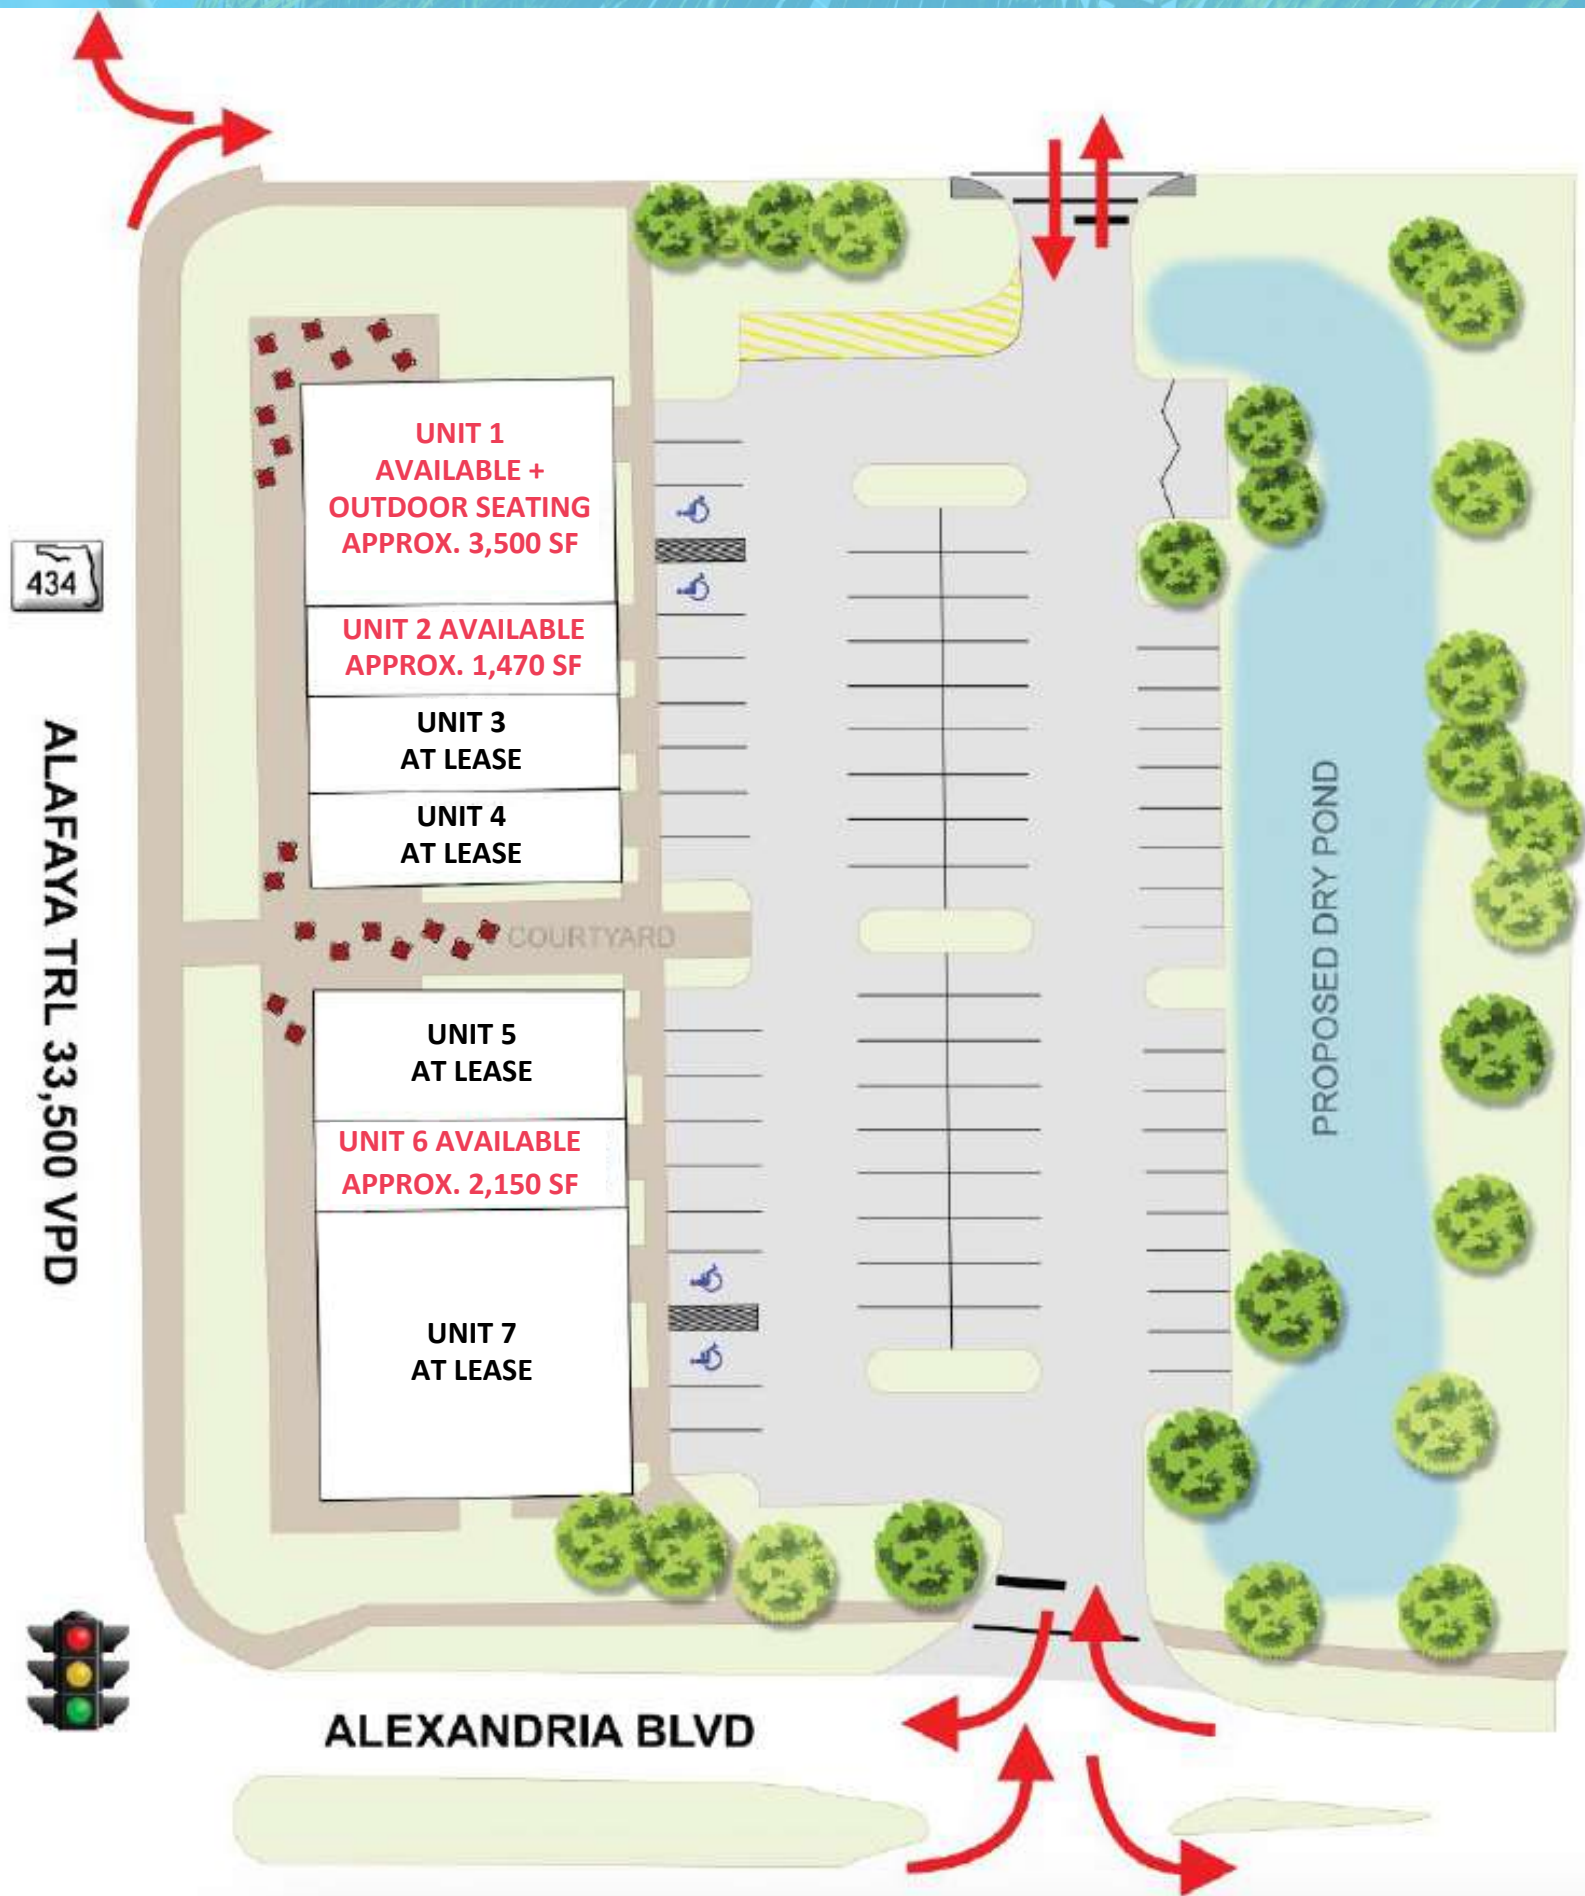 UNIT 1
AVAILABLE +
OUTDOOR SEATING
APPROX. 3,500 SF
434
UNIT 2 AVAILABLE
APPROX. 1,470 SF
UNIT 3
AT LEASE
UNIT 4
AT LEASE
ALAFAYA TRL 33,500 VPD
COURTYARD
PROPOSED DRY POND
UNIT 5
AT LEASE
UNIT 6 AVAILABLE
APPROX. 2,150 SF
UNIT 7
AT LEASE
ALEXANDRIA BLVD